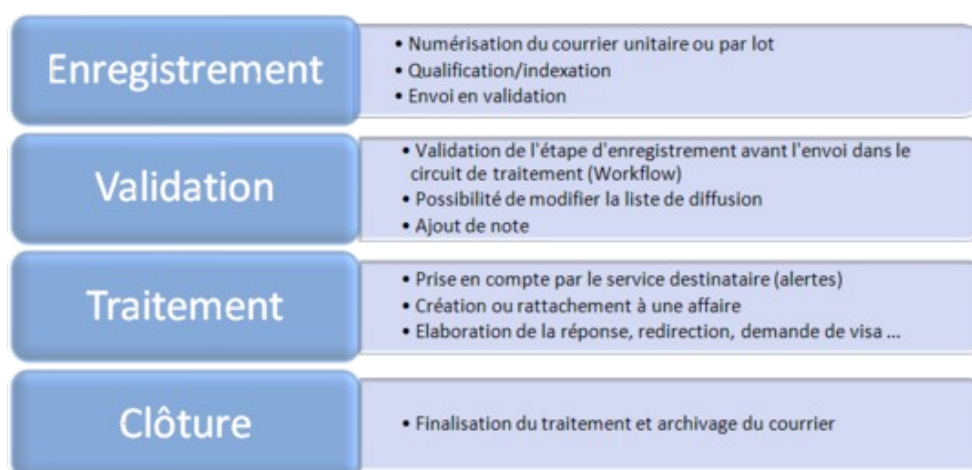 Enregistrement
• Numérisation du courrier unitaire ou par lot
• Qualification/indexation
• Envoi en validation
Validation
• Validation de l'étape d'enregistrement avant l'envoi dans le
circuit de traitement (Workflow)
• Possibilité de modifier la liste de diffusion
• Ajout de note
Traitement
• Prise en compte par le service destinataire (alertes)
• Création ou rattachement à une affaire
• Elaboration de la réponse, redirection, demande de visa ...
Clôture
• Finalisation du traitement et archivage du courrier